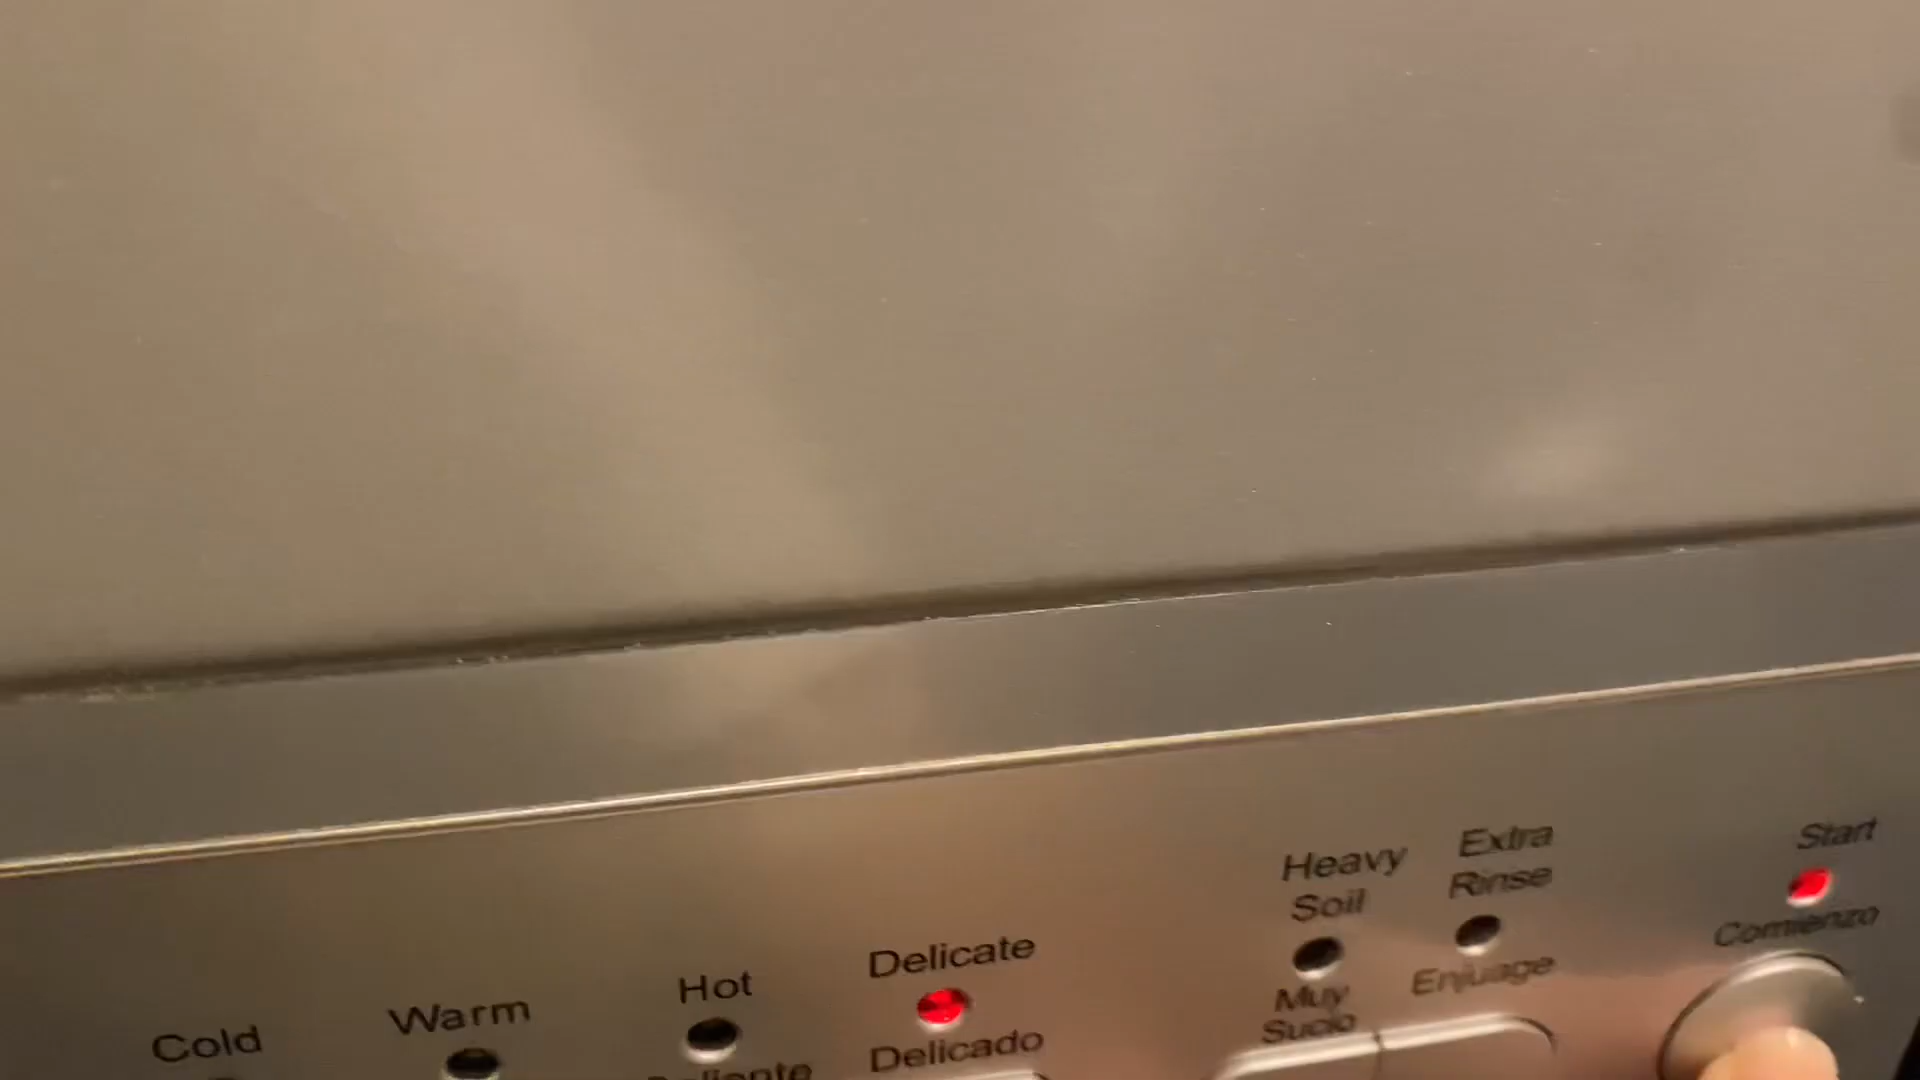 Cold
Warm
Hot
Delicate
Delicado
Heavy
Soil
Muy
Sucio
Extra
Rinse
Enjuage
Start
Comienzo